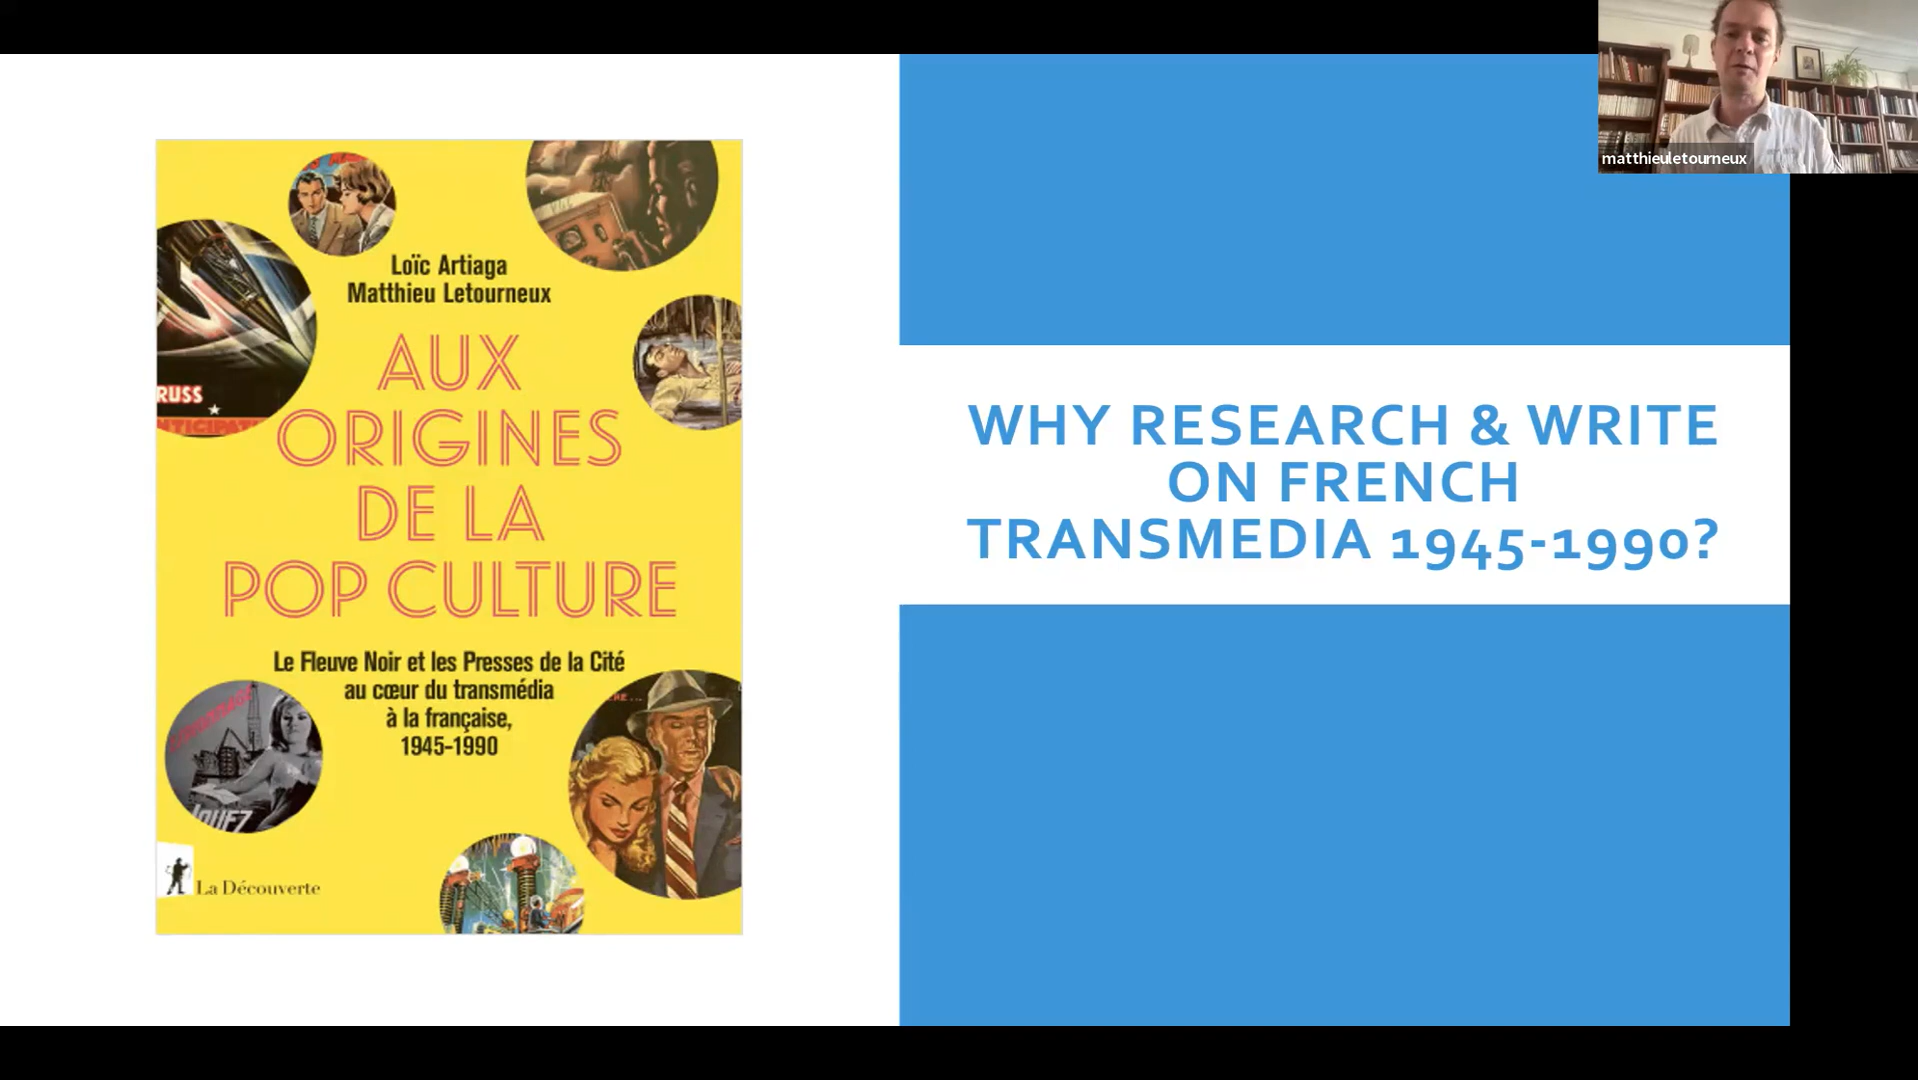 matthieuletourneux
Loïc Artiaga
Matthieu Letourneux
RUSS
AUX
ORIGINES
DE LA
POP CULTURE
Le Fleuve Noir et les Presses de la Cité
au cœur du transmédia
à la française,
1945-1990
JOUEZ
La Découverte
WHY RESEARCH & WRITE
ON FRENCH
TRANSMEDIA 1945-1990?